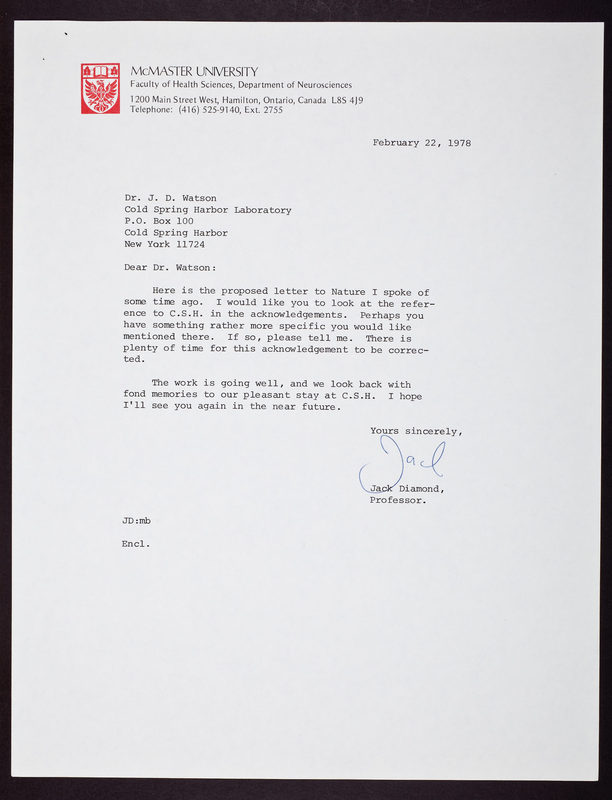 McMASTER UNIVERSITY
Faculty of Health Sciences, Department of Neurosciences
1200 Main Street West, Hamilton, Ontario, Canada L8S 4J9
Telephone: (416) 525-9140, Ext. 2755
February 22, 1978
Dr. J. D. Watson
Cold Spring Harbor Laboratory
P.O. Box 100
Cold Spring Harbor
New York 11724
Dear Dr. Watson:
Here is the proposed letter to Nature I spoke of
some time ago. I would like you to look at the refer-
ence to C.S.H. in the acknowledgements. Perhaps you
have something rather more specific you would like
mentioned there. If so, please tell me. There is
plenty of time for this acknowledgement to be correc-
ted.
The work is going well, and we look back with
fond memories to our pleasant stay at C.S.H. I hope
I'll see you again in the near future.
Yours sincerely,
Jack
Jack Diamond,
Professor.
JD:mb
Encl.